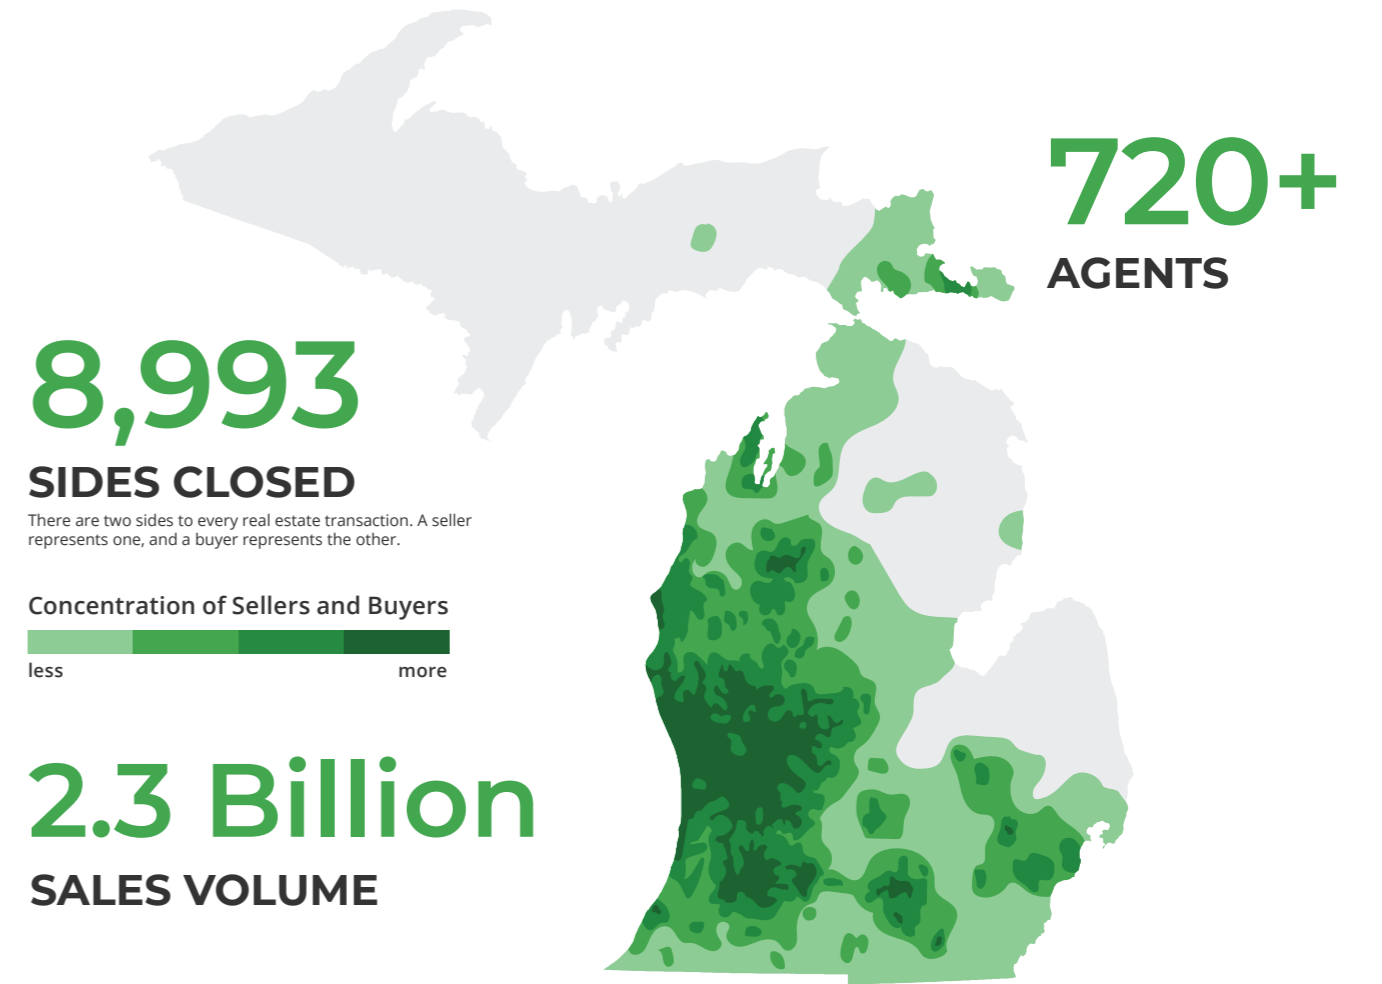 720+
AGENTS
8,993
SIDES CLOSED
There are two sides to every real estate transaction. A seller
represents one, and a buyer represents the other.
Concentration of Sellers and Buyers
less more
2.3 Billion
SALES VOLUME